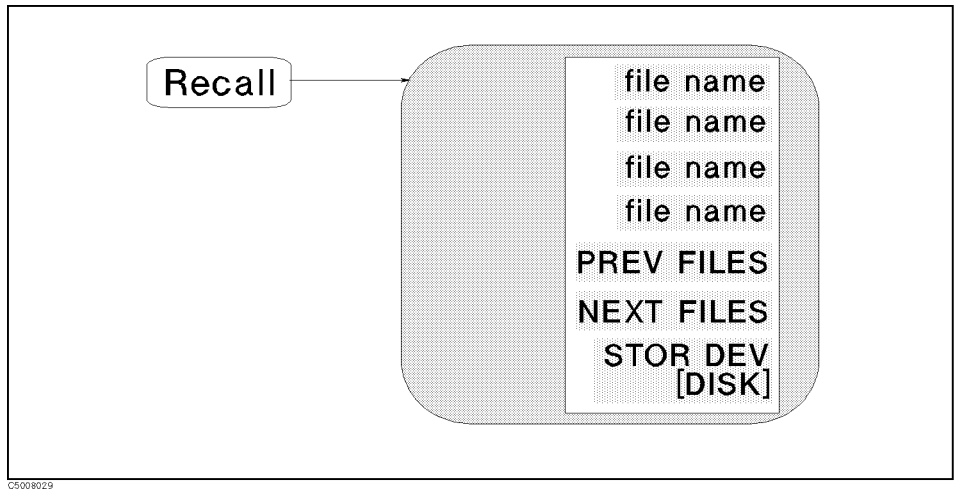 Recall
file name
file name
file name
file name
PREV FILES
NEXT FILES
STOR DEV
[DISK]
C5008029